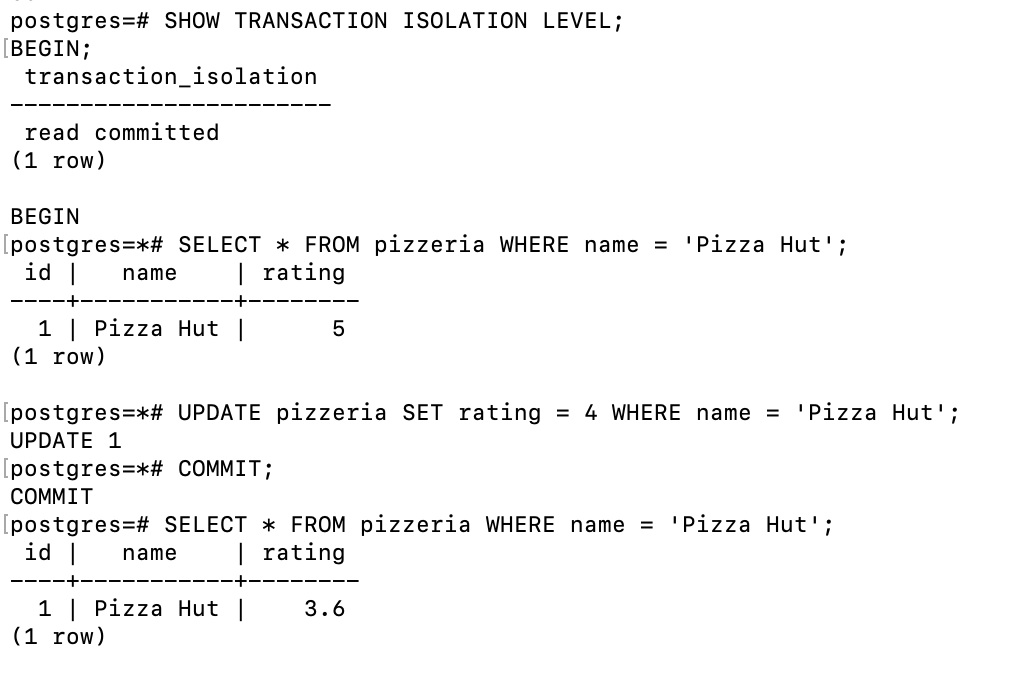 postgres=# SHOW TRANSACTION ISOLATION LEVEL;
[BEGIN;
 transaction_isolation
-----------------------
 read committed
(1 row)

BEGIN
[postgres=*# SELECT * FROM pizzeria WHERE name = 'Pizza Hut';
 id |   name    | rating
----+-----------+--------
  1 | Pizza Hut |      5
(1 row)

[postgres=*# UPDATE pizzeria SET rating = 4 WHERE name = 'Pizza Hut';
UPDATE 1
[postgres=*# COMMIT;
COMMIT
[postgres=# SELECT * FROM pizzeria WHERE name = 'Pizza Hut';
 id |   name    | rating
----+-----------+--------
  1 | Pizza Hut |    3.6
(1 row)